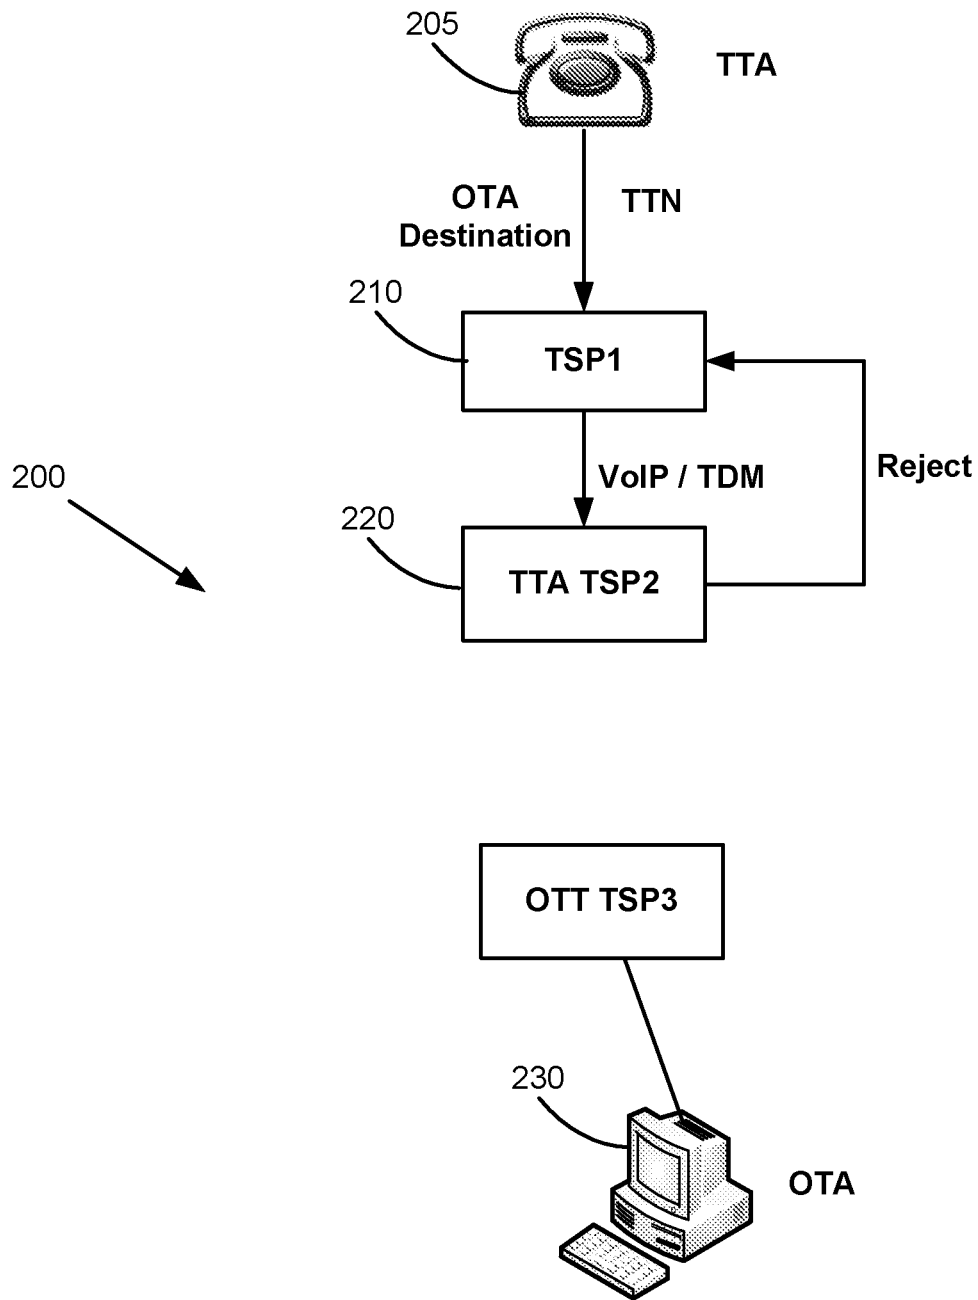 205
TTA
OTA
Destination
TTN
210
TSP1
Reject
VoIP / TDM
200
220
TTA TSP2
OTT TSP3
230
OTA